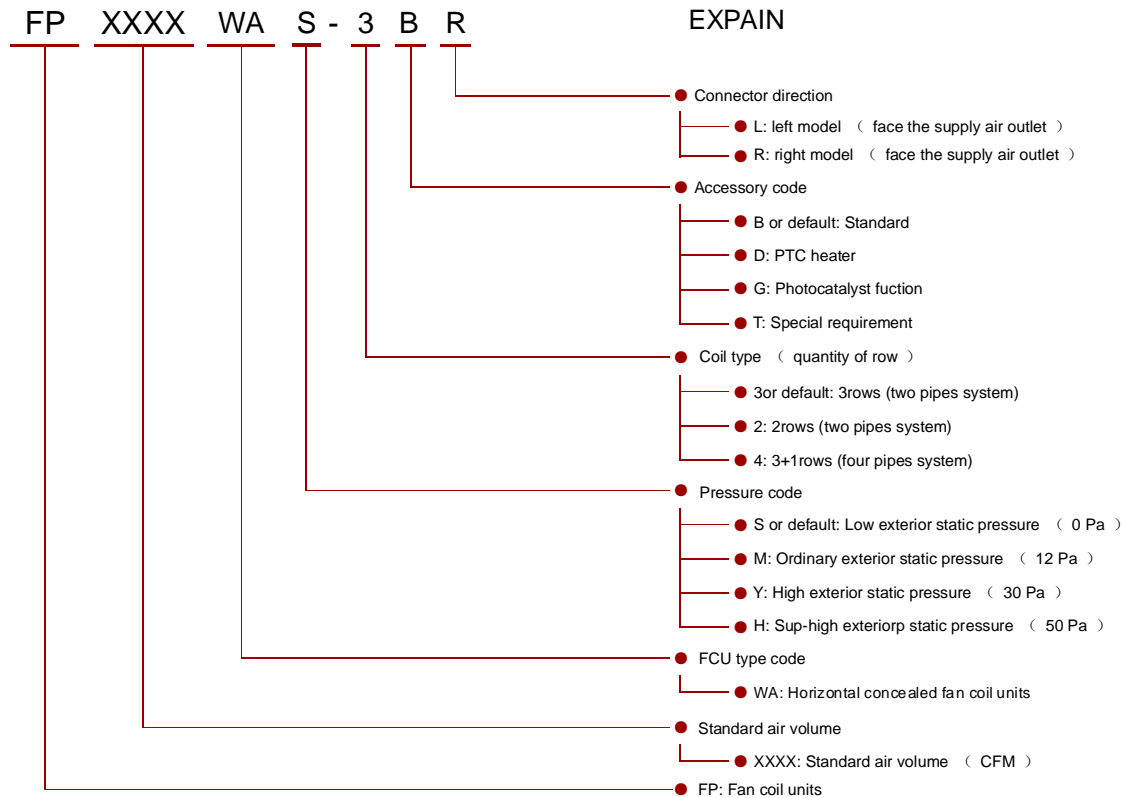 FP XXXX WA S - 3 B R EXPAIN
Connector direction
L: left model （ face the supply air outlet ）
R: right model （ face the supply air outlet ）
Accessory code
B or default: Standard
D: PTC heater
G: Photocatalyst fuction
T: Special requirement
Coil type （ quantity of row ）
3or default: 3rows (two pipes system)
2: 2rows (two pipes system)
4: 3+1rows (four pipes system)
Pressure code
S or default: Low exterior static pressure （ 0 Pa ）
M: Ordinary exterior static pressure （ 12 Pa ）
Y: High exterior static pressure （ 30 Pa ）
H: Sup-high exteriorp static pressure （ 50 Pa ）
FCU type code
WA: Horizontal concealed fan coil units
Standard air volume
XXXX: Standard air volume （ CFM ）
FP: Fan coil units